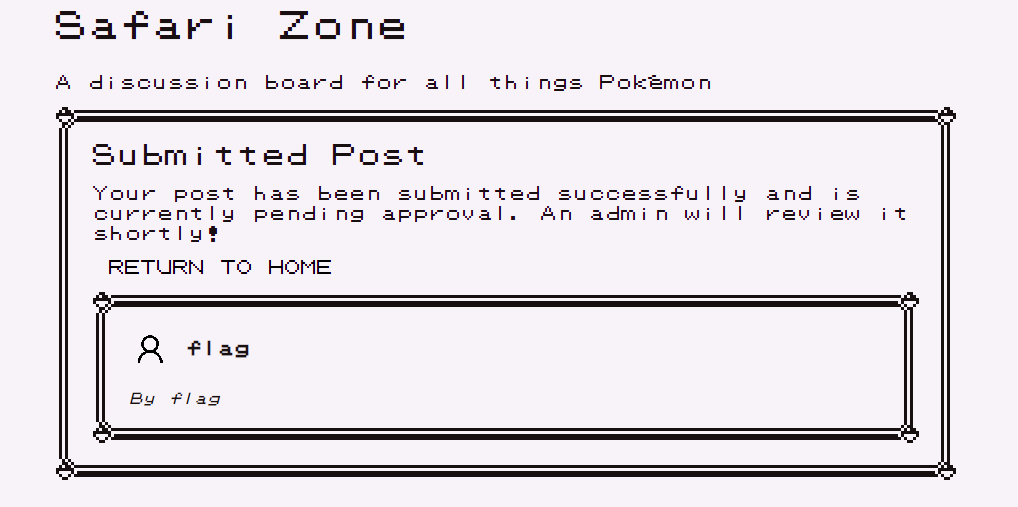 Safari Zone
A discussion board for all things Pokémon
Submitted Post
Your post has been submitted successfully and is
currently pending approval. An admin will review it
shortly!
RETURN TO HOME
flag
By flag